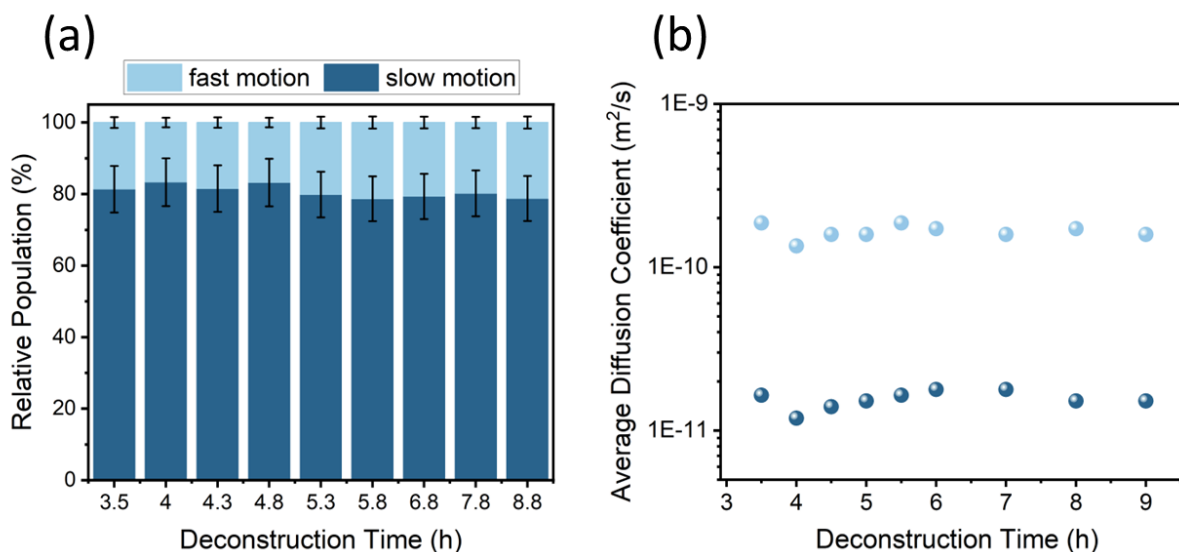 (a)
fast motion slow motion
Relative Population (%)
100
80
60
40
20
0
3.5 4 4.3 4.8 5.3 5.8 6.8 7.8 8.8
Deconstruction Time (h)
(b)
Average Diffusion Coefficient (m²/s)
1E-9
1E-10
1E-11
3 4 5 6 7 8 9
Deconstruction Time (h)